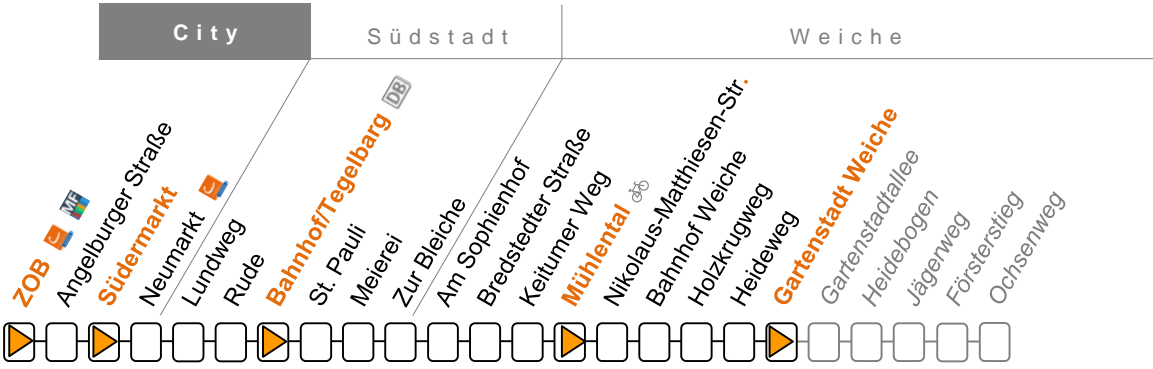 City
Südstadt
Weiche
ZOB
MF
Angelburger Straße
Südermarkt
Neumarkt
Lundweg
Rude
Bahnhof/Tegelbarg
DB
St. Pauli
Meierei
Zur Bleiche
Am Sophienhof
Bredstedter Straße
Keitumer Weg
Mühlental
Nikolaus-Matthiesen-Str.
Bahnhof Weiche
Holzkrugweg
Heideweg
Gartenstadt Weiche
Gartenstadtallee
Heidebogen
Jägerweg
Försterstieg
Ochsenweg